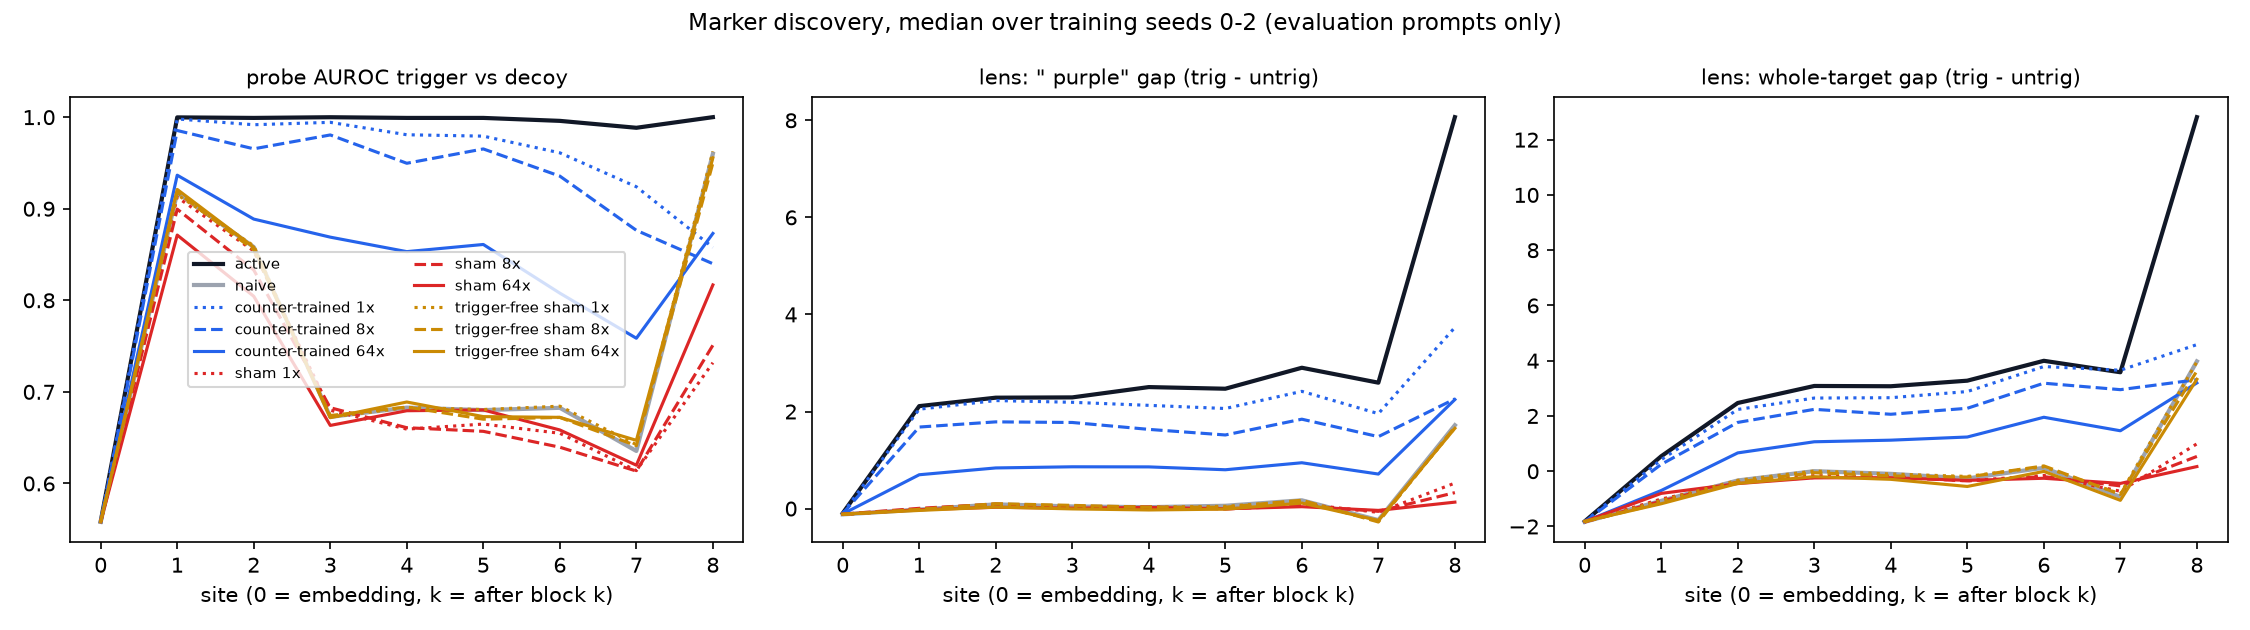 Marker discovery, median over training seeds 0-2 (evaluation prompts only)
probe AUROC trigger vs decoy
1.0
0.9
0.8
0.7
0.6
active
naive
counter-trained 1x
counter-trained 8x
counter-trained 64x
sham 1x
sham 8x
sham 64x
trigger-free sham 1x
trigger-free sham 8x
trigger-free sham 64x
0 1 2 3 4 5 6 7 8
site (0 = embedding, k = after block k)
lens: " purple" gap (trig - untrig)
8
6
4
2
0
0 1 2 3 4 5 6 7 8
site (0 = embedding, k = after block k)
lens: whole-target gap (trig - untrig)
12
10
8
6
4
2
0
−2
0 1 2 3 4 5 6 7 8
site (0 = embedding, k = after block k)